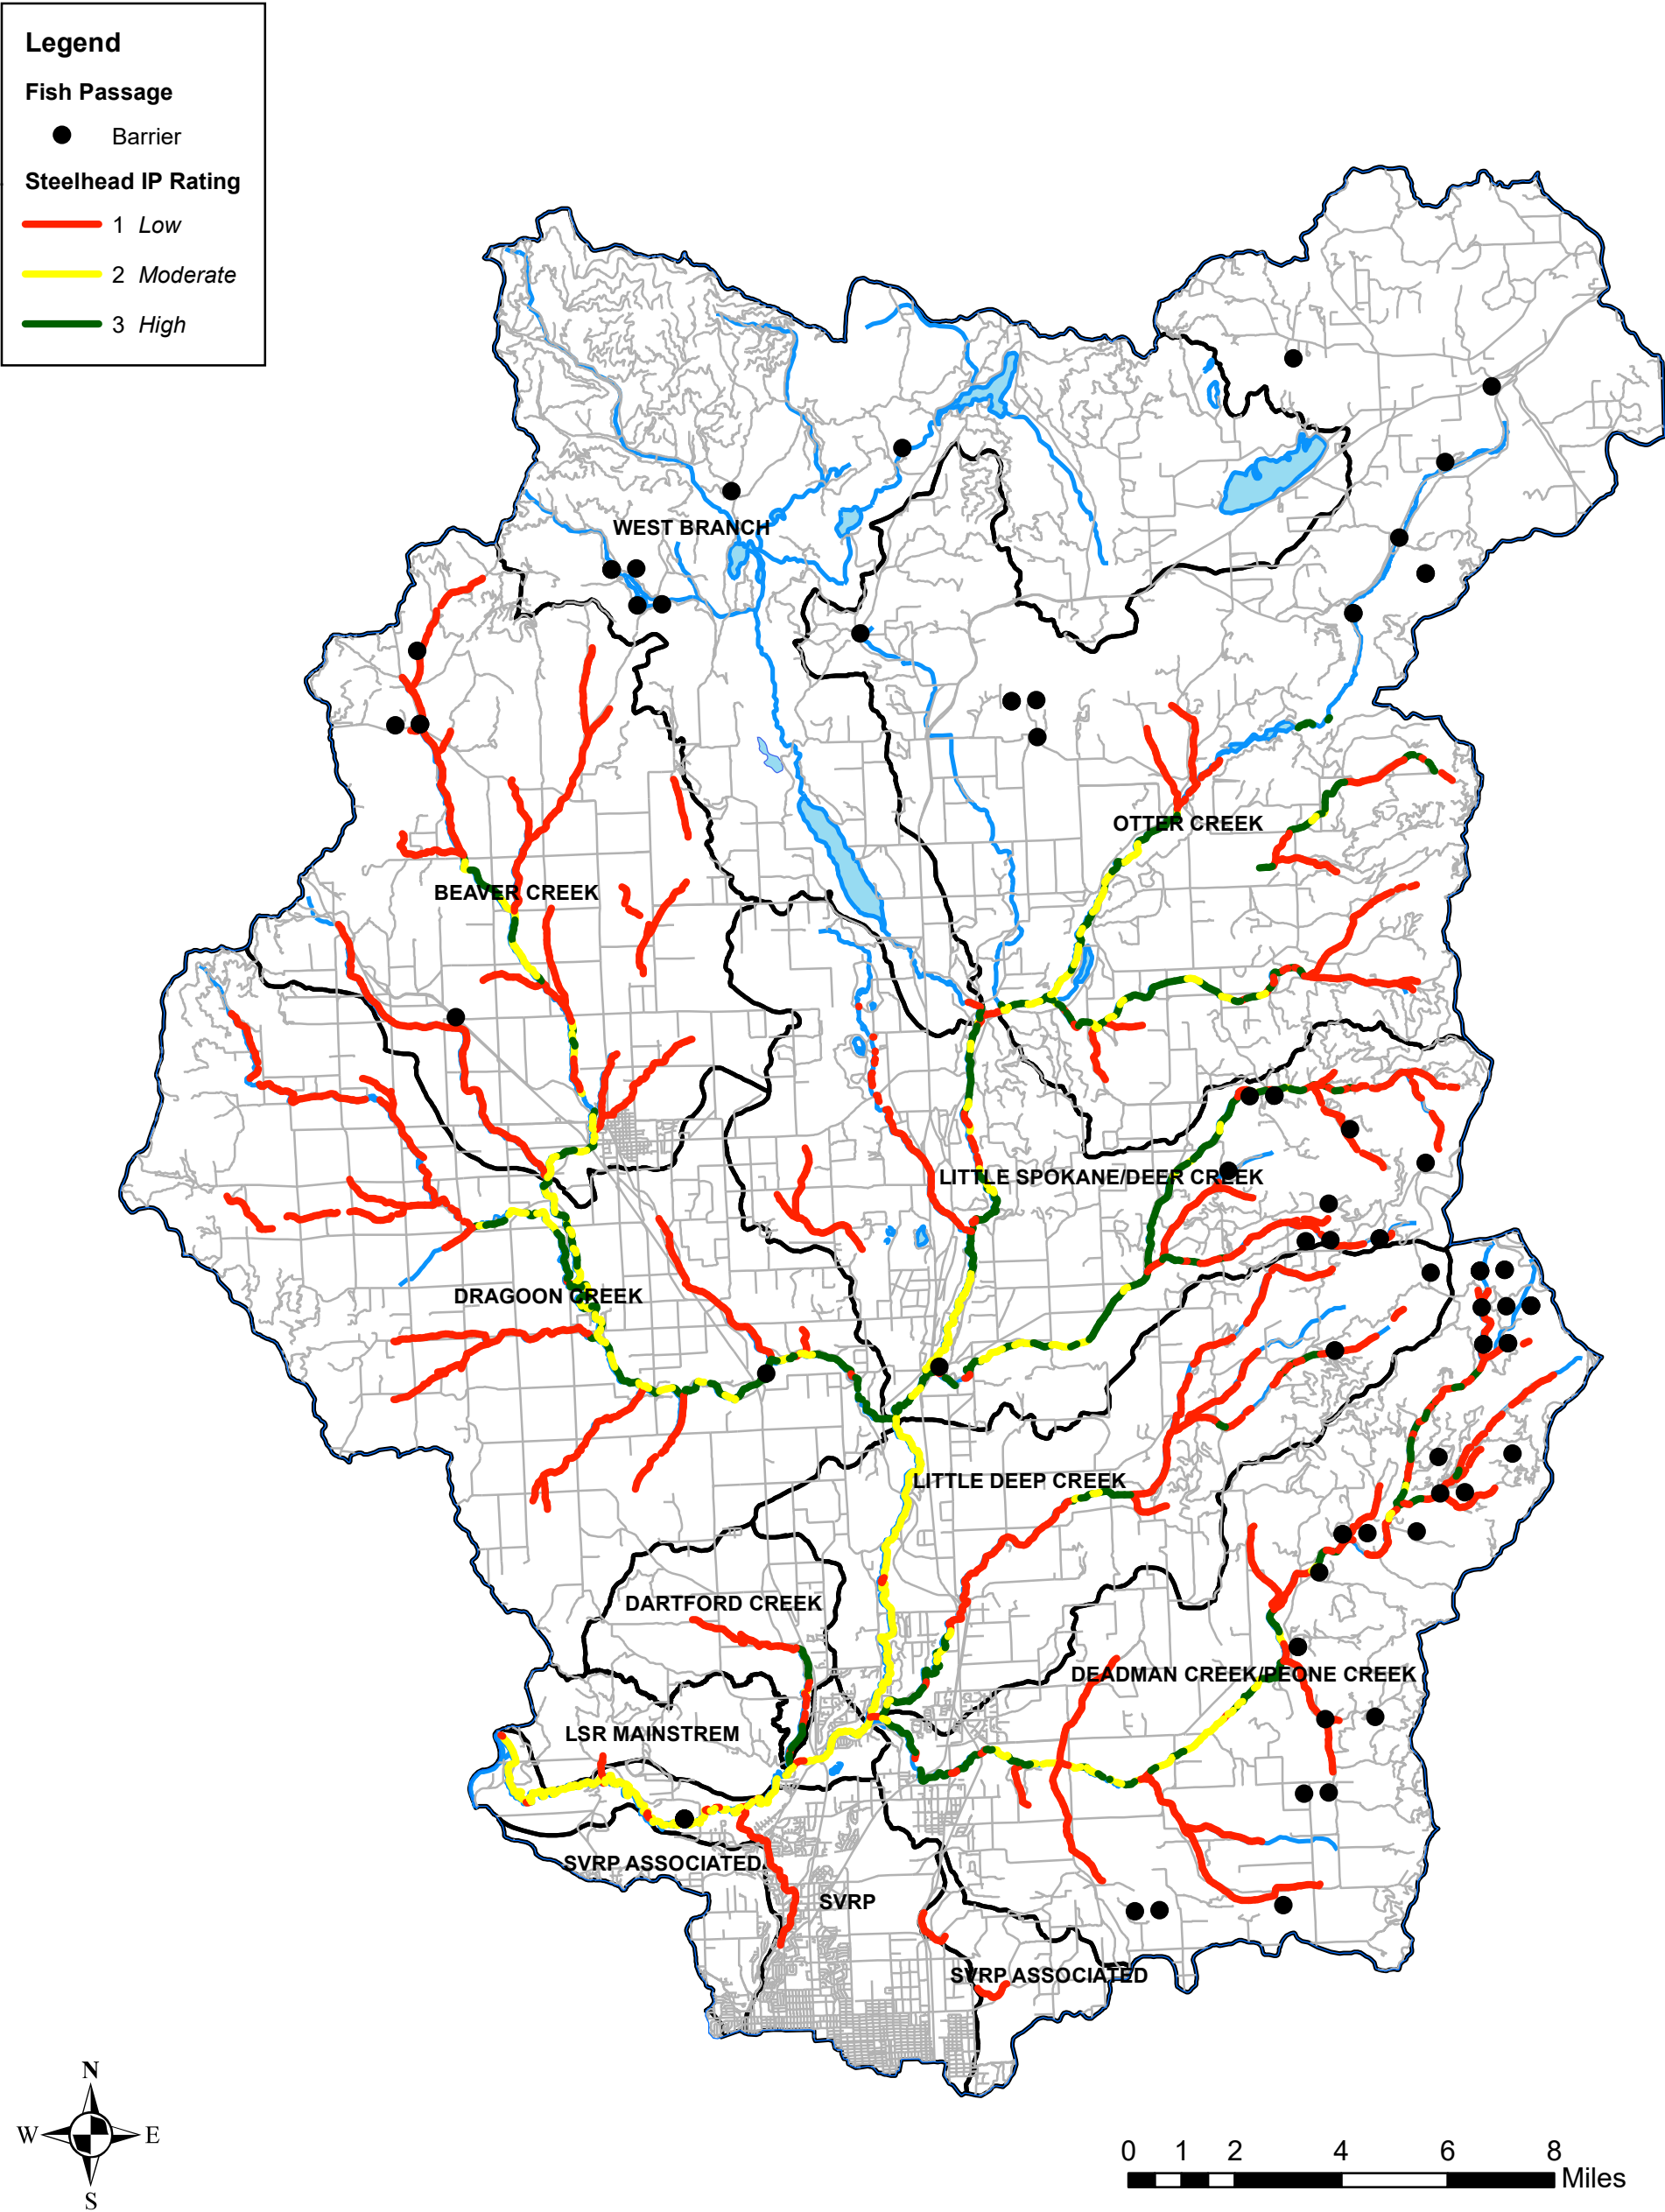 Legend
Fish Passage
Barrier
Steelhead IP Rating
1 Low
2 Moderate
3 High
WEST BRANCH
OTTER CREEK
BEAVER CREEK
LITTLE SPOKANE/DEER CREEK
DRAGOON CREEK
LITTLE DEEP CREEK
DARTFORD CREEK
DEADMAN CREEK/PEONE CREEK
LSR MAINSTREM
SVRP ASSOCIATED
SVRP
SVRP ASSOCIATED
N
W E
S
0 1 2 4 6 8
Miles